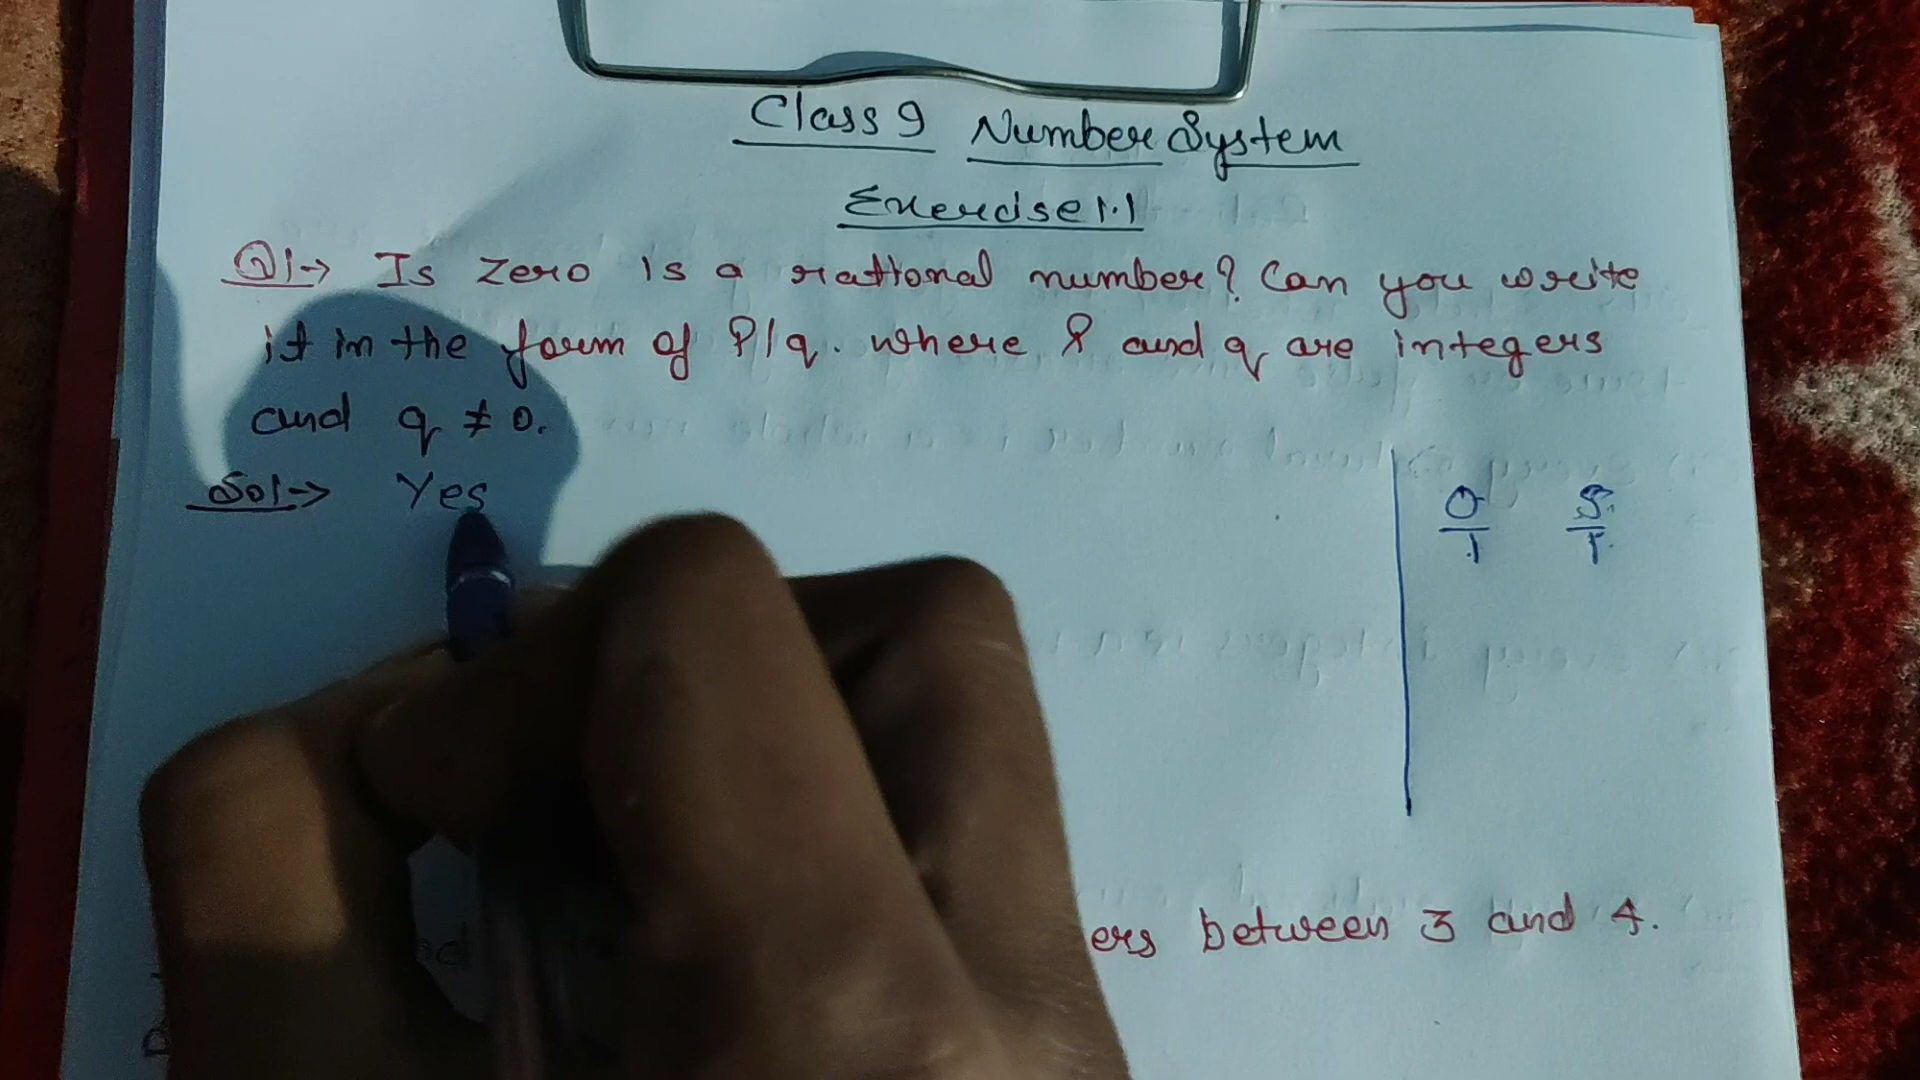 Class 9 Number System
Exercise 1.1
Q1→ Is zero is a rational number? Can you write
it in the form of P/q. where P and q are integers
and q ≠ 0.
Sol→ Yes
0/1 5/1
ers between 3 and 4.